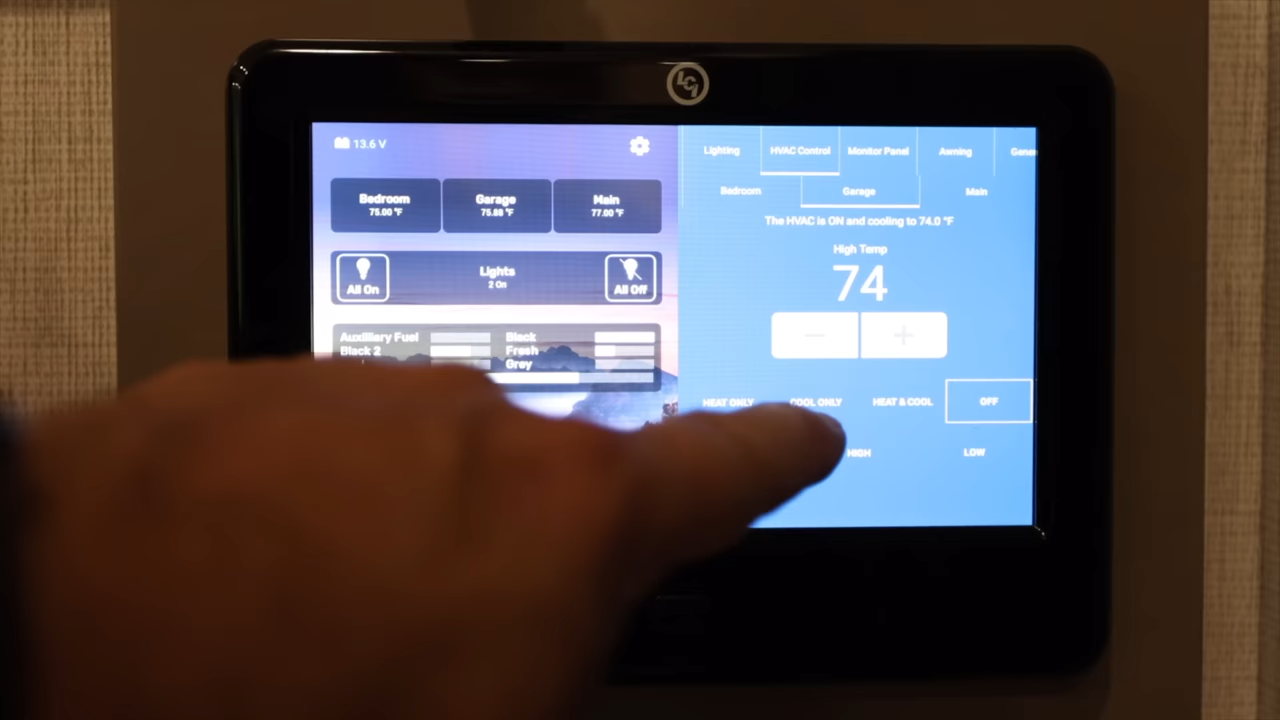 LCI
13.6 V
Bedroom
75.00 °F
Garage
75.88 °F
Main
77.00 °F
All On
Lights
2 On
All Off
Auxiliary Fuel
Black
Black 2
Fresh
Grey
Lighting
HVAC Control
Monitor Panel
Awning
Gener
Bedroom
Garage
Main
The HVAC is ON and cooling to 74.0 °F
High Temp
74
HEAT ONLY
COOL ONLY
HEAT & COOL
OFF
HIGH
LOW